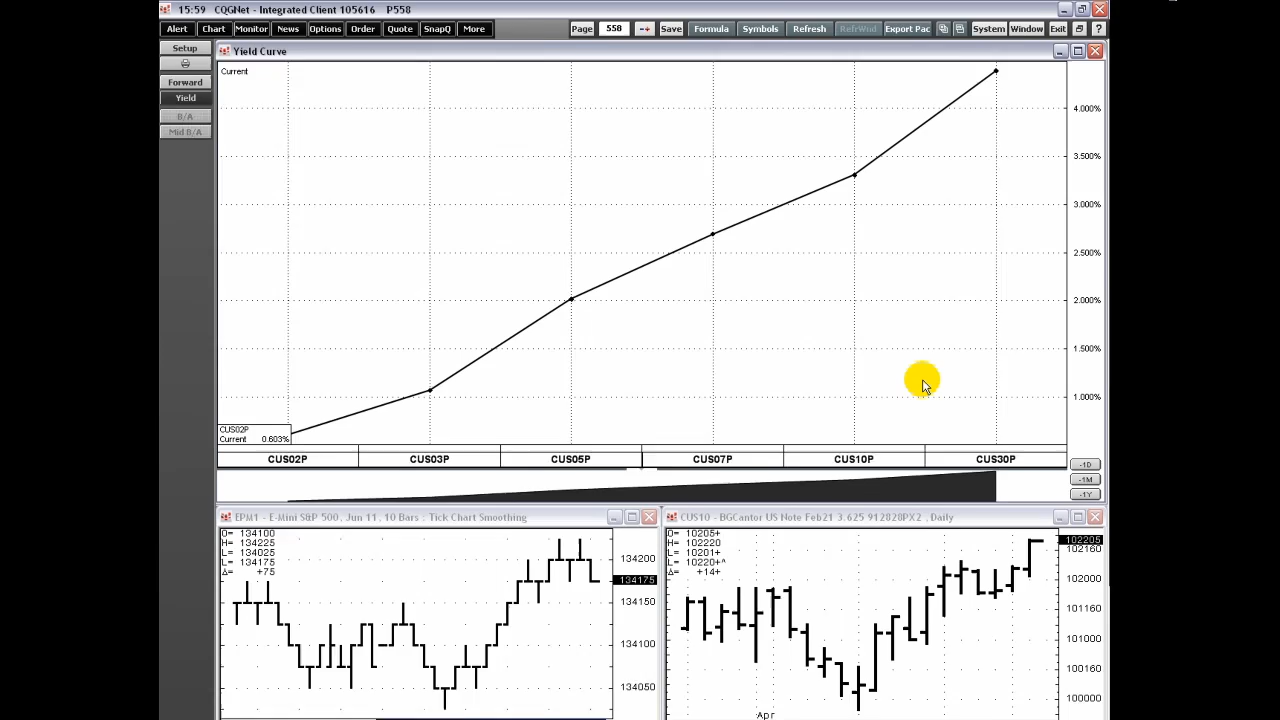 15:59 CQGNet - Integrated Client 105616 P558
Alert Chart Monitor News Options Order Quote SnapQ More Page 558 -+ Save Formula Symbols Refresh RefrWnd Export Pac System Window Exit ?
Setup
Forward
Yield
B/A
Mid B/A
Yield Curve
Current
4.000%
3.500%
3.000%
2.500%
2.000%
1.500%
1.000%
CUS02P
Current 0.603%
CUS02P CUS03P CUS05P CUS07P CUS10P CUS30P
-1D
-1M
-1Y
EPM1 - E-Mini S&P 500, Jun 11, 10 Bars : Tick Chart Smoothing
O= 134100
H= 134225
L= 134025
L= 134175
Δ= +75
134200
134175
134150
134100
134050
CUS10 - BGCantor US Note Feb21 3.625 912828PX2 , Daily
O= 10205+
H= 102220
L= 10201+
L= 10220+^
Δ= +14+
102205
102160
102000
101160
101000
100160
100000
Apr